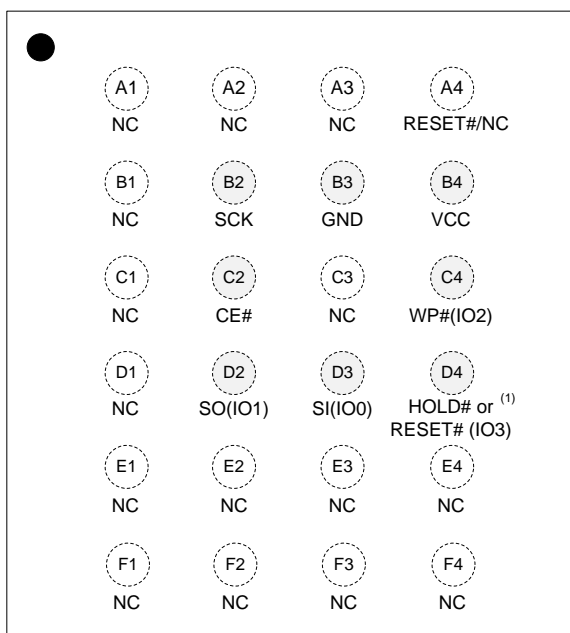 A1 A2 A3 A4
NC NC NC RESET#/NC
B1 B2 B3 B4
NC SCK GND VCC
C1 C2 C3 C4
NC CE# NC WP#(IO2)
D1 D2 D3 D4
NC SO(IO1) SI(IO0) HOLD# or (1)
RESET# (IO3)
E1 E2 E3 E4
NC NC NC NC
F1 F2 F3 F4
NC NC NC NC